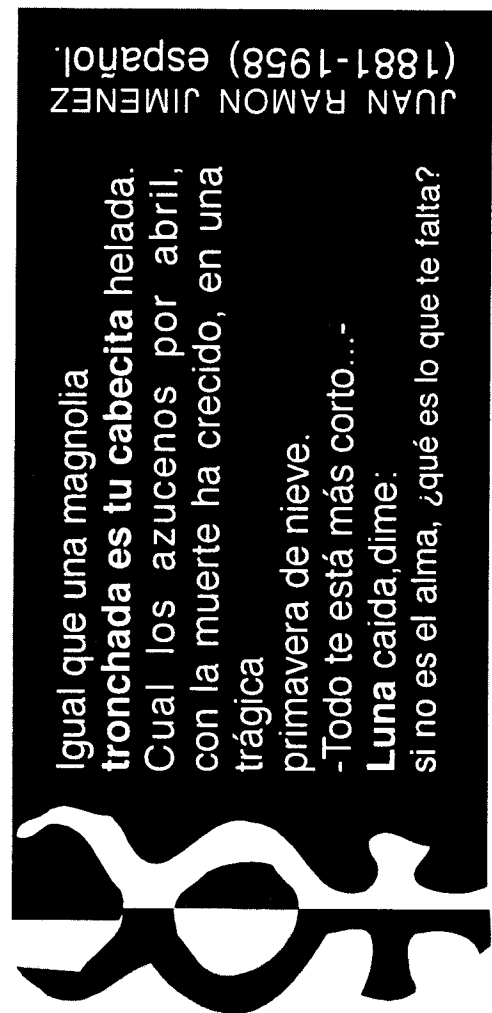 Igual que una magnolia
tronchada es tu cabecita helada.
Cual los azucenos por abril,
con la muerte ha crecido, en una
trágica
primavera de nieve.
-Todo te está más corto...-
Luna caida,dime:
si no es el alma, ¿qué es lo que te falta?
JUAN RAMON JIMENEZ
(1881-1958) español.